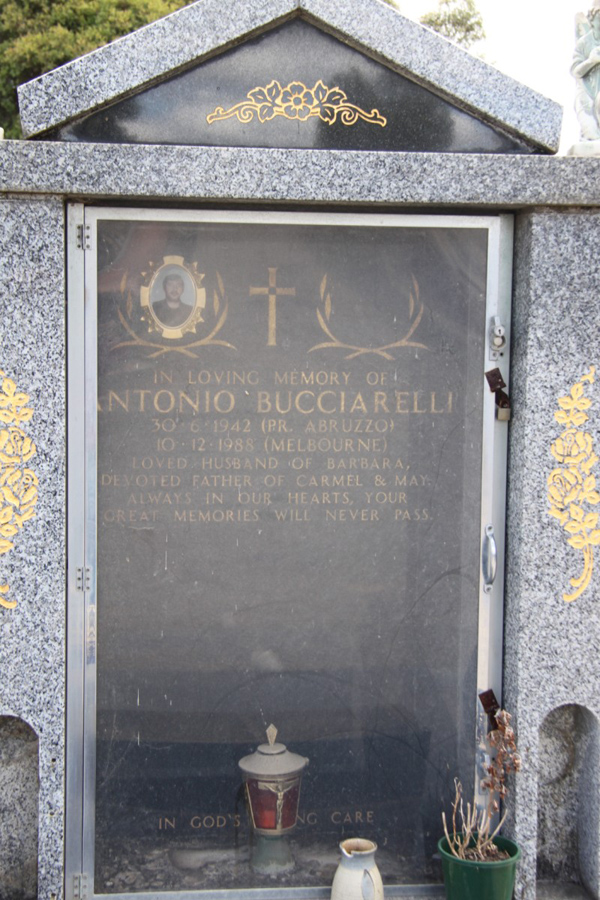 IN LOVING MEMORY OF
ANTONIO BUCCIARELLI
30·6·1942 (PR. ABRUZZO)
10·12·1988 (MELBOURNE)
LOVED HUSBAND OF BARBARA,
DEVOTED FATHER OF CARMEL & MAY.
ALWAYS IN OUR HEARTS, YOUR
GREAT MEMORIES WILL NEVER PASS.
IN GOD'S CARE